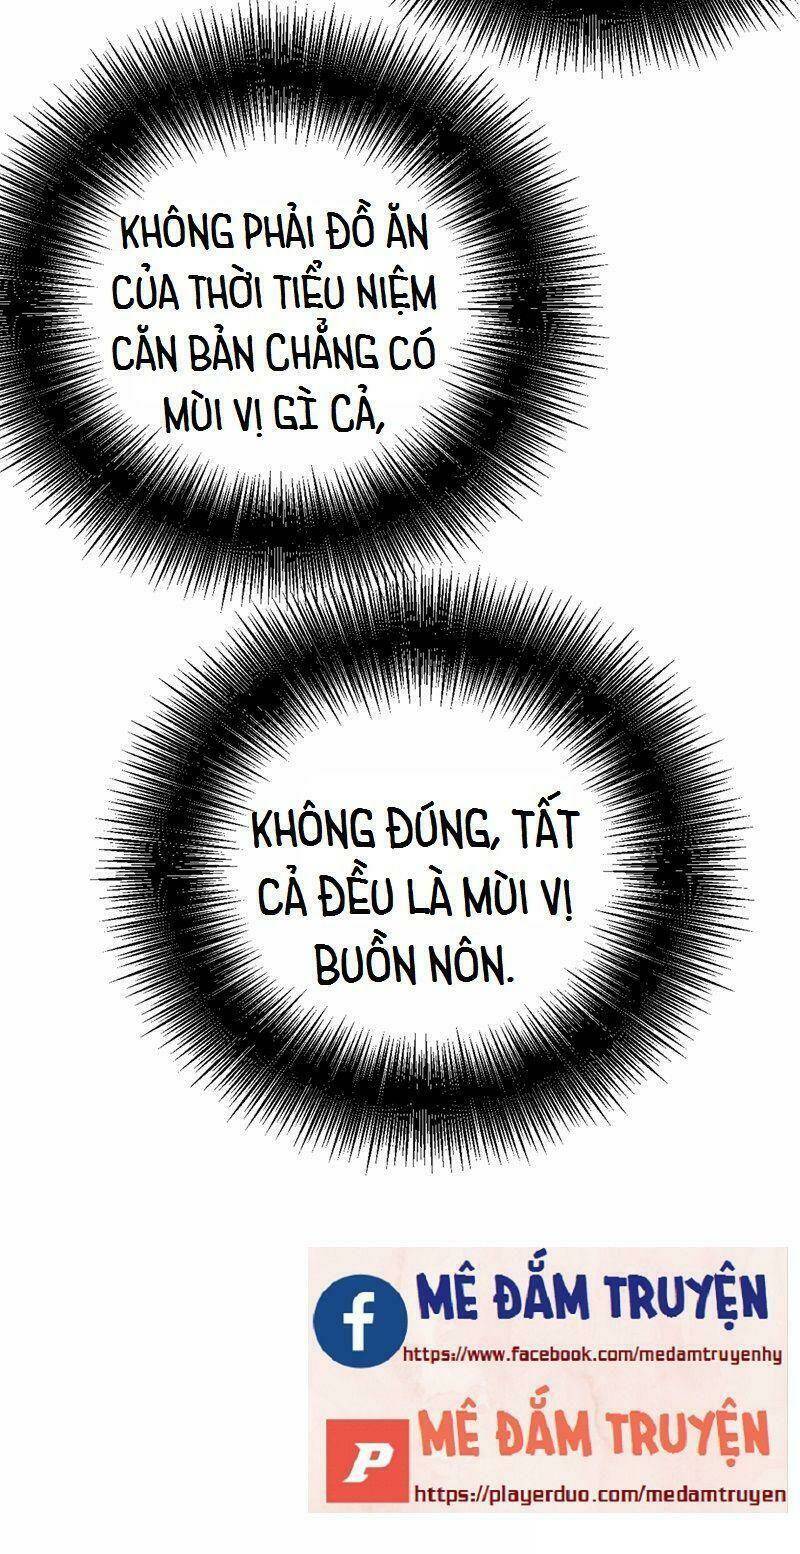 KHÔNG PHẢI ĐỒ ĂN
CỦA THỜI TIỂU NIỆM
CĂN BẢN CHẲNG CÓ
MÙI VỊ GÌ CẢ,
KHÔNG ĐÚNG, TẤT
CẢ ĐỀU LÀ MÙI VỊ
BUỒN NÔN.
MÊ ĐẮM TRUYỆN
https://www.facebook.com/medamtruyenhy
MÊ ĐẮM TRUYỆN
https://playerduo.com/medamtruyen